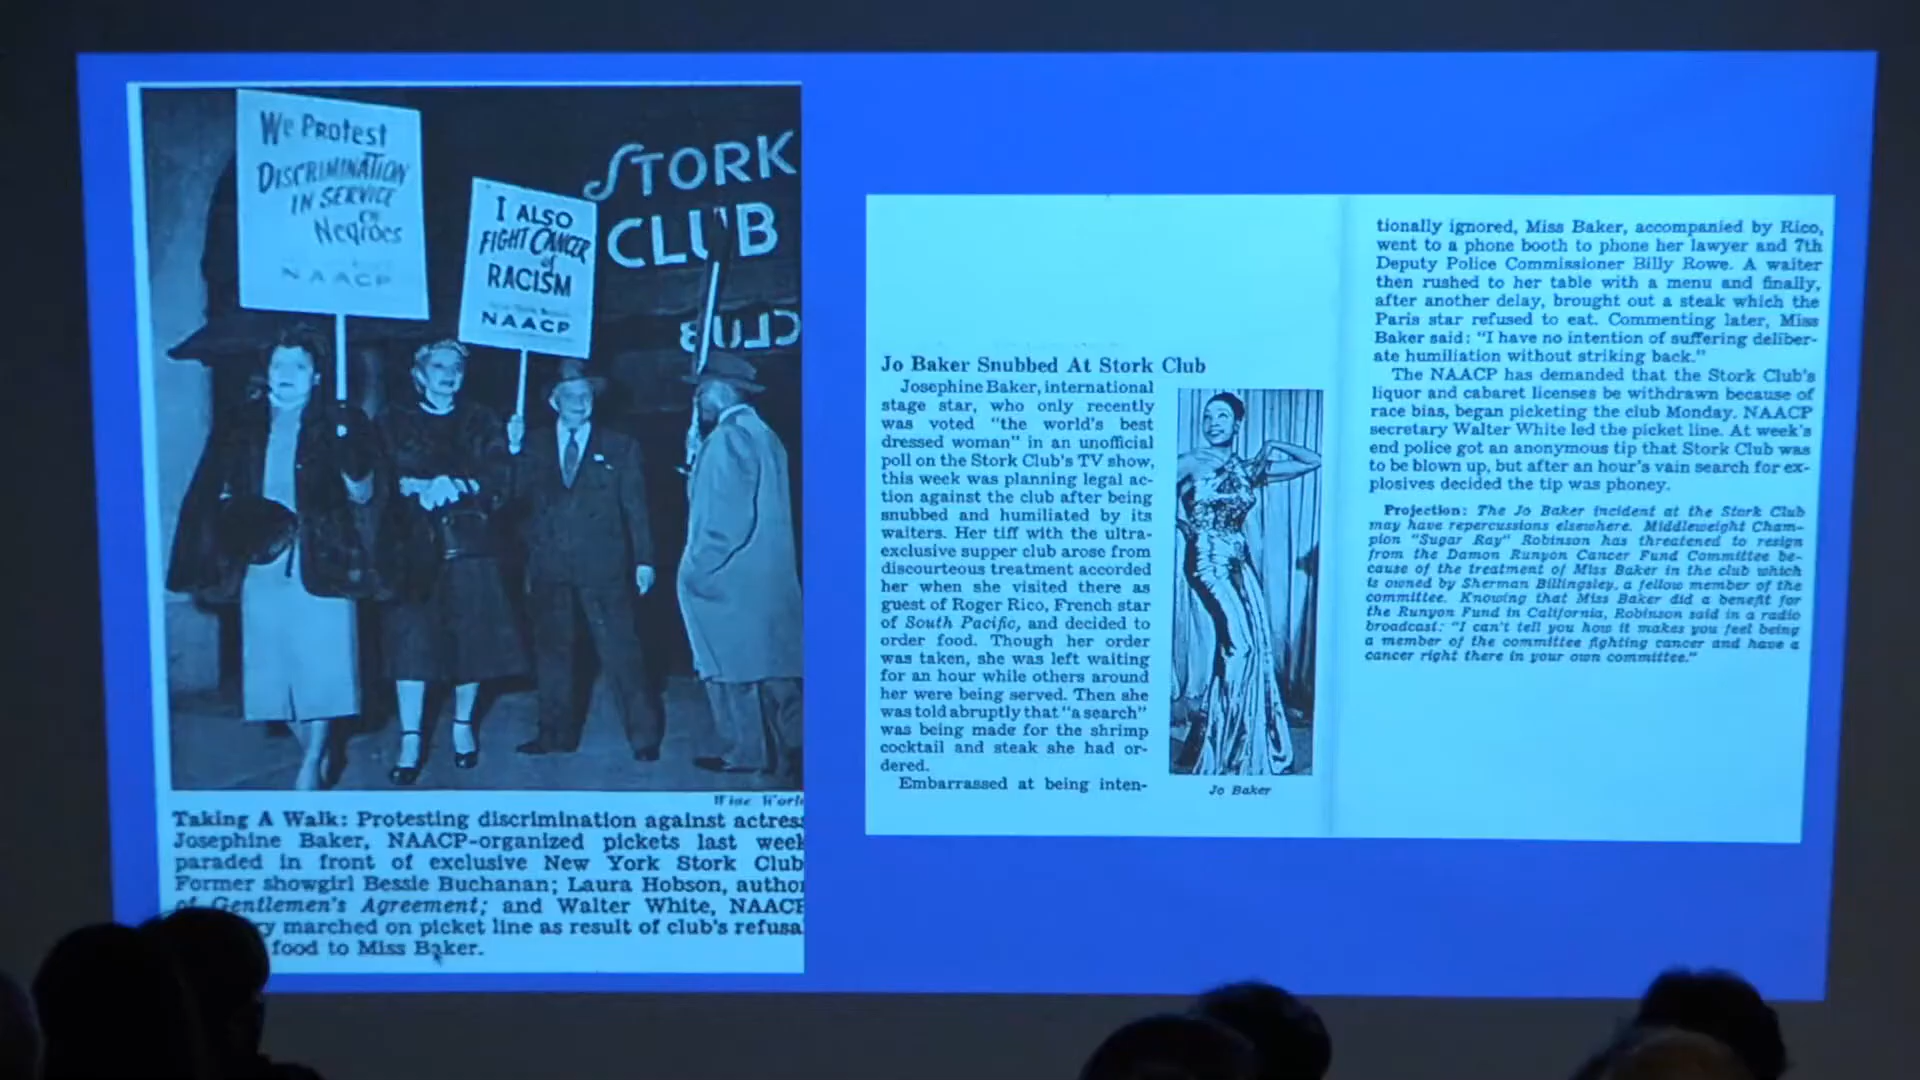 We Protest
Discrimination
in Service
Negroes
NAACP
I Also
Fight Cancer
of
Racism
NAACP
Stork
Club
Taking A Walk: Protesting discrimination against actress
Josephine Baker, NAACP-organized pickets last week
paraded in front of exclusive New York Stork Club
Former showgirl Bessie Buchanan; Laura Hobson, author
of Gentlemen's Agreement; and Walter White, NAACP
marched on picket line as result of club's refusa
food to Miss Baker.
Jo Baker Snubbed At Stork Club
Josephine Baker, international
stage star, who only recently
was voted "the world's best
dressed woman" in an unofficial
poll on the Stork Club's TV show,
this week was planning legal ac-
tion against the club after being
snubbed and humiliated by its
waiters. Her tiff with the ultra-
exclusive supper club arose from
discourteous treatment accorded
her when she visited there as
guest of Roger Rico, French star
of South Pacific, and decided to
order food. Though her order
was taken, she was left waiting
for an hour while others around
her were being served. Then she
was told abruptly that "a search"
was being made for the shrimp
cocktail and steak she had or-
dered.
Embarrassed at being inten-
Jo Baker
tionally ignored, Miss Baker, accompanied by Rico,
went to a phone booth to phone her lawyer and 7th
Deputy Police Commissioner Billy Rowe. A waiter
then rushed to her table with a menu and finally,
after another delay, brought out a steak which the
Paris star refused to eat. Commenting later, Miss
Baker said: "I have no intention of suffering deliber-
ate humiliation without striking back."
The NAACP has demanded that the Stork Club's
liquor and cabaret licenses be withdrawn because of
race bias, began picketing the club Monday. NAACP
secretary Walter White led the picket line. At week's
end police got an anonymous tip that Stork Club was
to be blown up, but after an hour's vain search for ex-
plosives decided the tip was phoney.
Projection: The Jo Baker incident at the Stork Club
may have repercussions elsewhere. Middleweight Cham-
pion "Sugar Ray" Robinson has threatened to resign
from the Damon Runyon Cancer Fund Committee be-
cause of the treatment of Miss Baker in the club which
is owned by Sherman Billingsley, a fellow member of the
committee. Knowing that Miss Baker did a benefit for
the Runyon Fund in California, Robinson said in a radio
broadcast: "I can't tell you how it makes you feel being
a member of the committee fighting cancer and have a
cancer right there in your own committee."